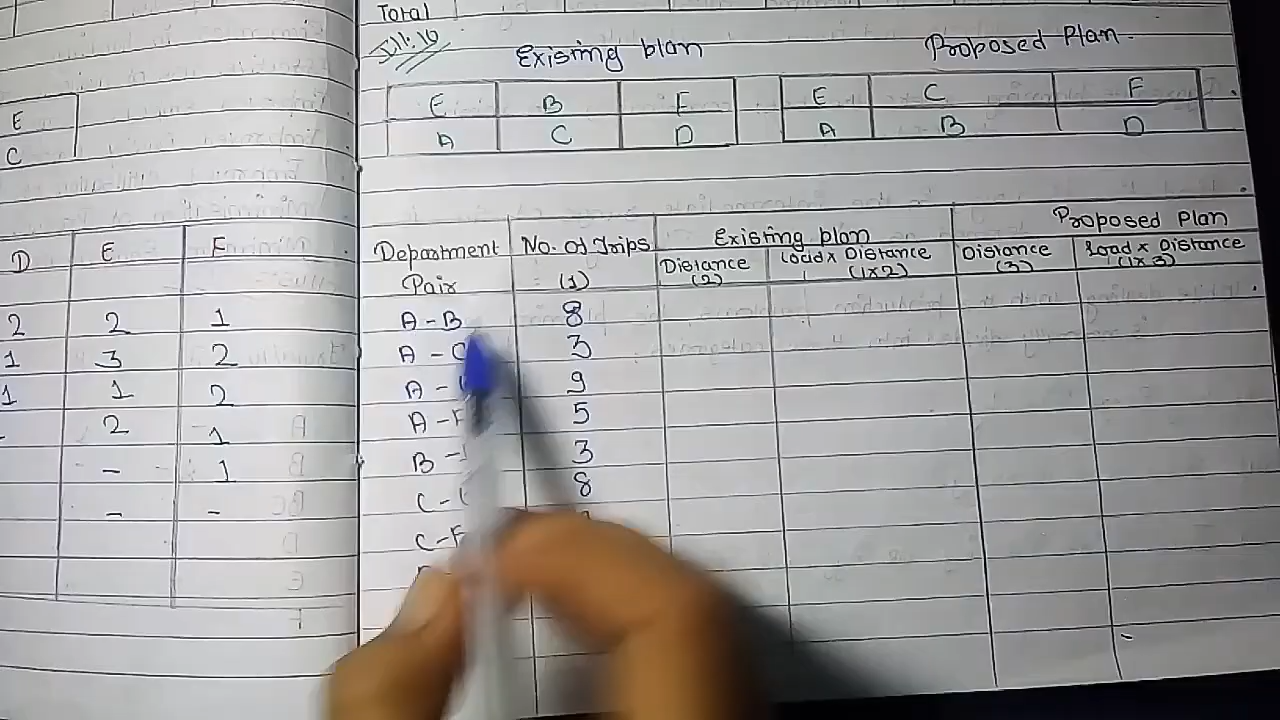 Total
E
C
D E F
2 2 1
1 3 2
1 1 2
- 2 1
- 1
- -
Existing plan
E B F
A C D
Proposed Plan
E C F
A B D
Department Pair No. of Trips (1) Existing plan Proposed Plan
Distance (2) Load x Distance (1x2) Distance (3) Load x Distance (1x3)
A - B 8
A - 3
A - 9
A - 5
B - 3
C - 8
C - F